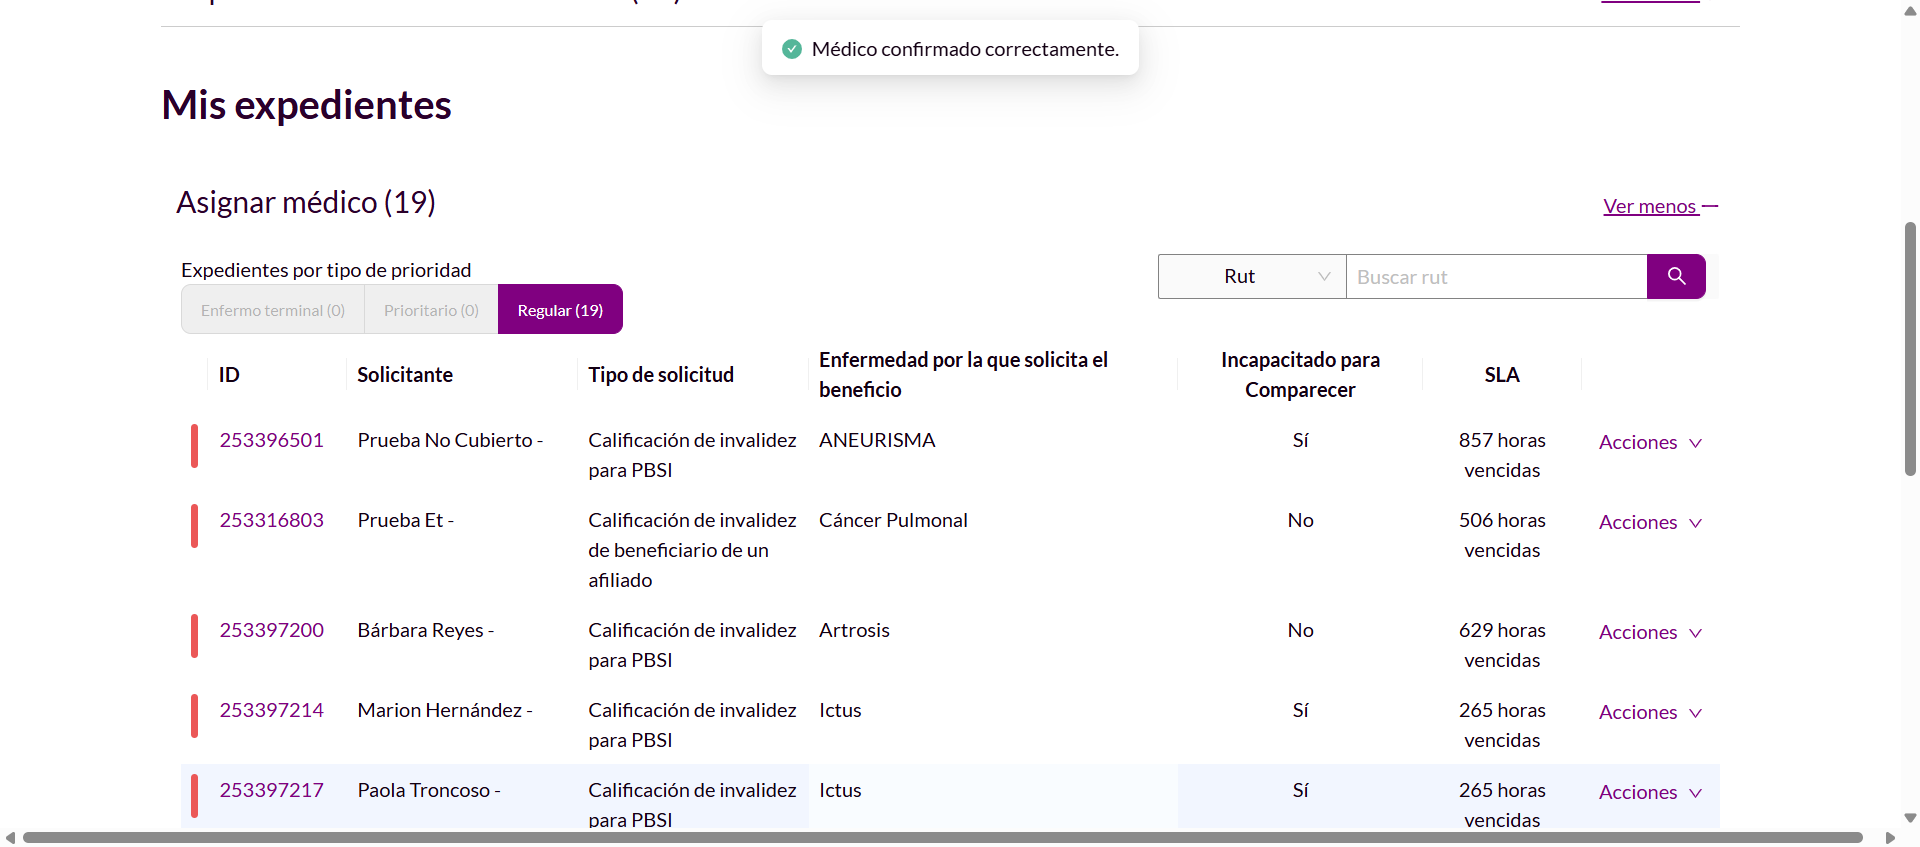 Médico confirmado correctamente.
Mis expedientes
Asignar médico (19)
Ver menos
Expedientes por tipo de prioridad
Rut
Buscar rut
Enfermo terminal (0)
Prioritario (0)
Regular (19)
ID
Solicitante
Tipo de solicitud
Enfermedad por la que solicita el
beneficio
Incapacitado para
Comparecer
SLA
253396501
Prueba No Cubierto -
Calificación de invalidez
para PBSI
ANEURISMA
Sí
857 horas
vencidas
Acciones
253316803
Prueba Et -
Calificación de invalidez
de beneficiario de un
afiliado
Cáncer Pulmonal
No
506 horas
vencidas
Acciones
253397200
Bárbara Reyes -
Calificación de invalidez
para PBSI
Artrosis
No
629 horas
vencidas
Acciones
253397214
Marion Hernández -
Calificación de invalidez
para PBSI
Ictus
Sí
265 horas
vencidas
Acciones
253397217
Paola Troncoso -
Calificación de invalidez
para PBSI
Ictus
Sí
265 horas
vencidas
Acciones